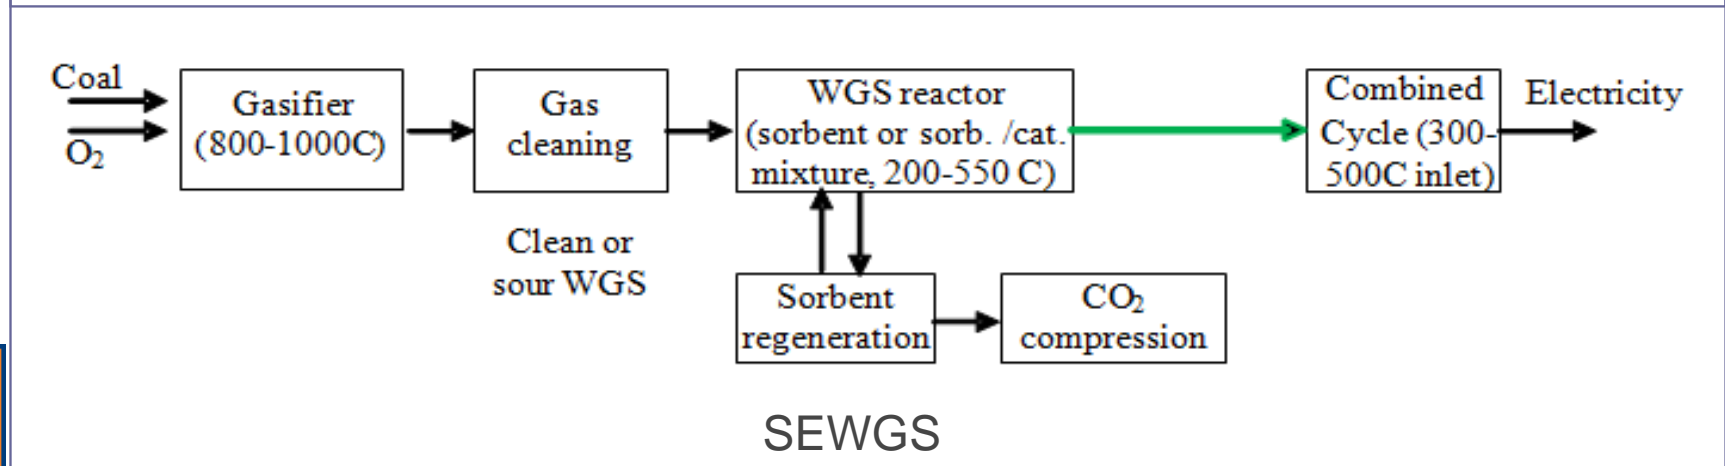 Coal
O₂
Gasifier
(800-1000C)
Gas
cleaning
Clean or
sour WGS
WGS reactor
(sorbent or sorb. /cat.
mixture, 200-550 C)
Sorbent
regeneration
CO₂
compression
Combined
Cycle (300-
500C inlet)
Electricity
SEWGS